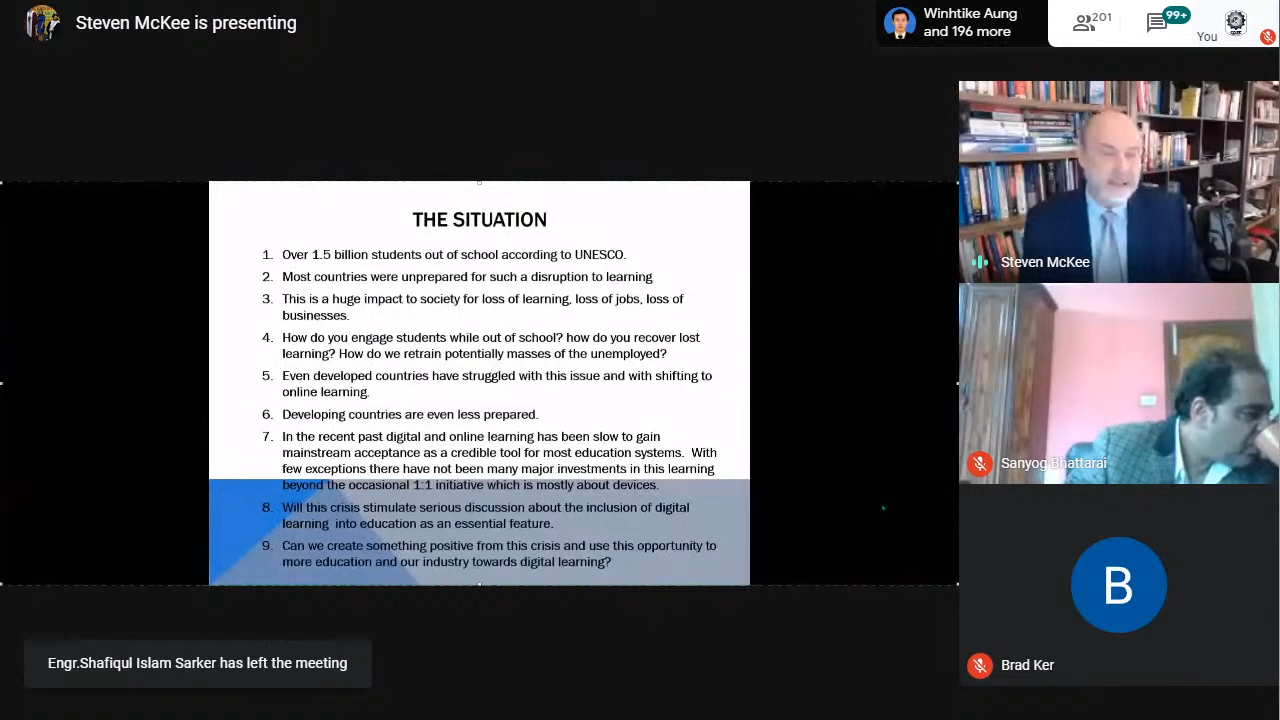 Steven McKee is presenting
Winhtike Aung
and 196 more
201
99+
You
THE SITUATION
1. Over 1.5 billion students out of school according to UNESCO.
2. Most countries were unprepared for such a disruption to learning
3. This is a huge impact to society for loss of learning, loss of jobs, loss of
businesses.
4. How do you engage students while out of school? how do you recover lost
learning? How do we retrain potentially masses of the unemployed?
5. Even developed countries have struggled with this issue and with shifting to
online learning.
6. Developing countries are even less prepared.
7. In the recent past digital and online learning has been slow to gain
mainstream acceptance as a credible tool for most education systems. With
few exceptions there have not been many major investments in this learning
beyond the occasional 1:1 initiative which is mostly about devices.
8. Will this crisis stimulate serious discussion about the inclusion of digital
learning into education as an essential feature.
9. Can we create something positive from this crisis and use this opportunity to
more education and our industry towards digital learning?
Steven McKee
Sanyog Bhattarai
B
Brad Ker
Engr.Shafiqul Islam Sarker has left the meeting